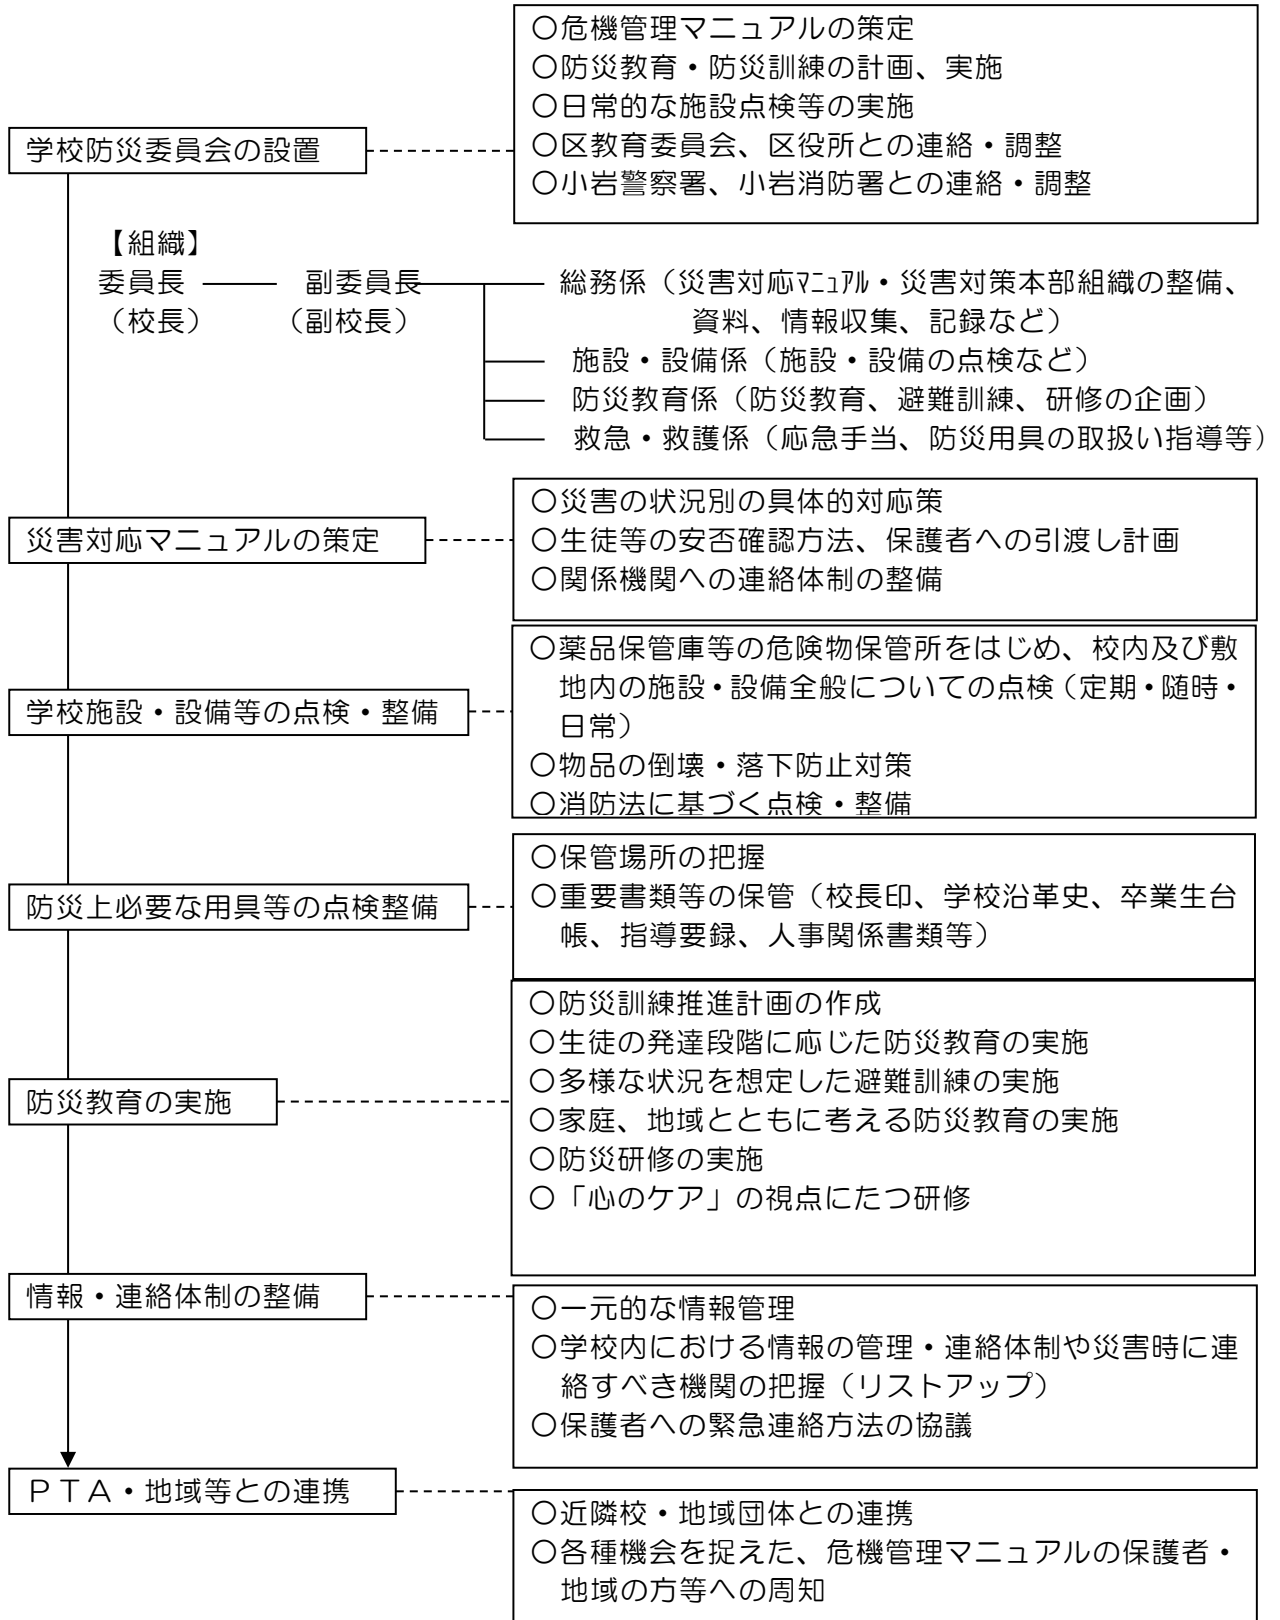 学校防災委員会の設置
〇危機管理マニュアルの策定
〇防災教育・防災訓練の計画、実施
〇日常的な施設点検等の実施
〇区教育委員会、区役所との連絡・調整
〇小岩警察署、小岩消防署との連絡・調整
【組織】
委員長 副委員長 総務係（災害対応ﾏﾆｭｱﾙ・災害対策本部組織の整備、
（校長） （副校長） 資料、情報収集、記録など）
施設・設備係（施設・設備の点検など）
防災教育係（防災教育、避難訓練、研修の企画）
救急・救護係（応急手当、防災用具の取扱い指導等）
災害対応マニュアルの策定
〇災害の状況別の具体的対応策
〇生徒等の安否確認方法、保護者への引渡し計画
〇関係機関への連絡体制の整備
学校施設・設備等の点検・整備
〇薬品保管庫等の危険物保管所をはじめ、校内及び敷
地内の施設・設備全般についての点検（定期・随時・
日常）
〇物品の倒壊・落下防止対策
〇消防法に基づく点検・整備
防災上必要な用具等の点検整備
〇保管場所の把握
〇重要書類等の保管（校長印、学校沿革史、卒業生台
帳、指導要録、人事関係書類等）
防災教育の実施
〇防災訓練推進計画の作成
〇生徒の発達段階に応じた防災教育の実施
〇多様な状況を想定した避難訓練の実施
〇家庭、地域とともに考える防災教育の実施
〇防災研修の実施
〇「心のケア」の視点にたつ研修
情報・連絡体制の整備
〇一元的な情報管理
〇学校内における情報の管理・連絡体制や災害時に連
絡すべき機関の把握（リストアップ）
〇保護者への緊急連絡方法の協議
ＰＴＡ・地域等との連携
〇近隣校・地域団体との連携
〇各種機会を捉えた、危機管理マニュアルの保護者・
地域の方等への周知